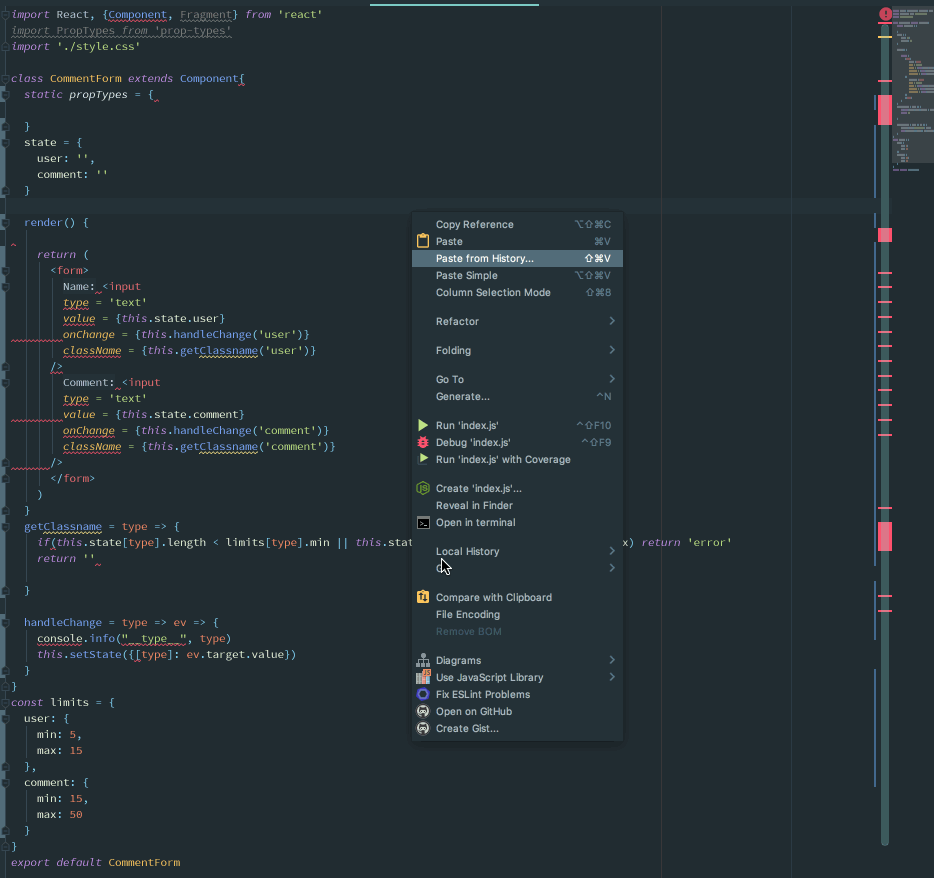 import React, {Component, Fragment} from 'react'
import PropTypes from 'prop-types'
import './style.css'
class CommentForm extends Component{
static propTypes = {
}
state = {
user: '',
comment: ''
}
render() {
return (
<form>
Name: <input
type = 'text'
value = {this.state.user}
onChange = {this.handleChange('user')}
className = {this.getClassname('user')}
/>
Comment: <input
type = 'text'
value = {this.state.comment}
onChange = {this.handleChange('comment')}
className = {this.getClassname('comment')}
/>
</form>
)
}
getClassname = type => {
if(this.state[type].length < limits[type].min || this.stat
x) return 'error'
return ''
}
handleChange = type => ev => {
console.info("__type__", type)
this.setState({[type]: ev.target.value})
}
}
const limits = {
user: {
min: 5,
max: 15
},
comment: {
min: 15,
max: 50
}
}
export default CommentForm
Copy Reference ⌥⇧⌘C
Paste ⌘V
Paste from History... ⇧⌘V
Paste Simple ⌥⇧⌘V
Column Selection Mode ⇧⌘8
Refactor
Folding
Go To
Generate... ^N
Run 'index.js' ^⇧F10
Debug 'index.js' ^⇧F9
Run 'index.js' with Coverage
Create 'index.js'...
Reveal in Finder
Open in terminal
Local History
Compare with Clipboard
File Encoding
Remove BOM
Diagrams
Use JavaScript Library
Fix ESLint Problems
Open on GitHub
Create Gist...